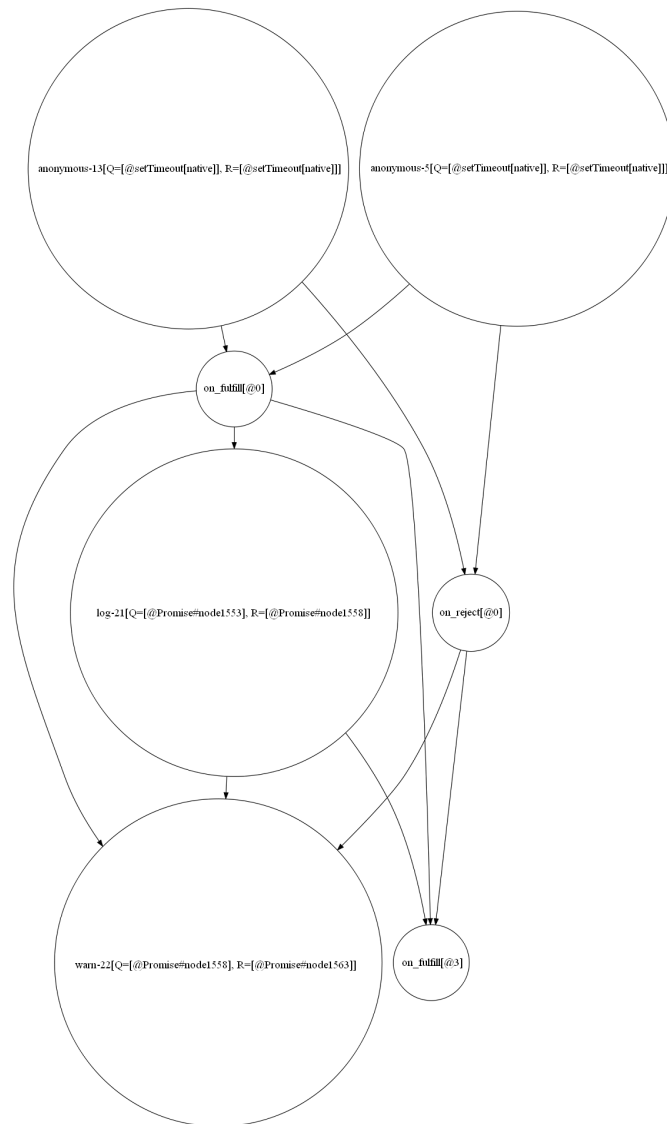 anonymous-13[Q=[@setTimeout[native]], R=[@setTimeout[native]]]
anonymous-5[Q=[@setTimeout[native]], R=[@setTimeout[native]]]
on_fulfill[@0]
log-21[Q=[@Promise#node1553], R=[@Promise#node1558]]
on_reject[@0]
warn-22[Q=[@Promise#node1558], R=[@Promise#node1563]]
on_fulfill[@3]